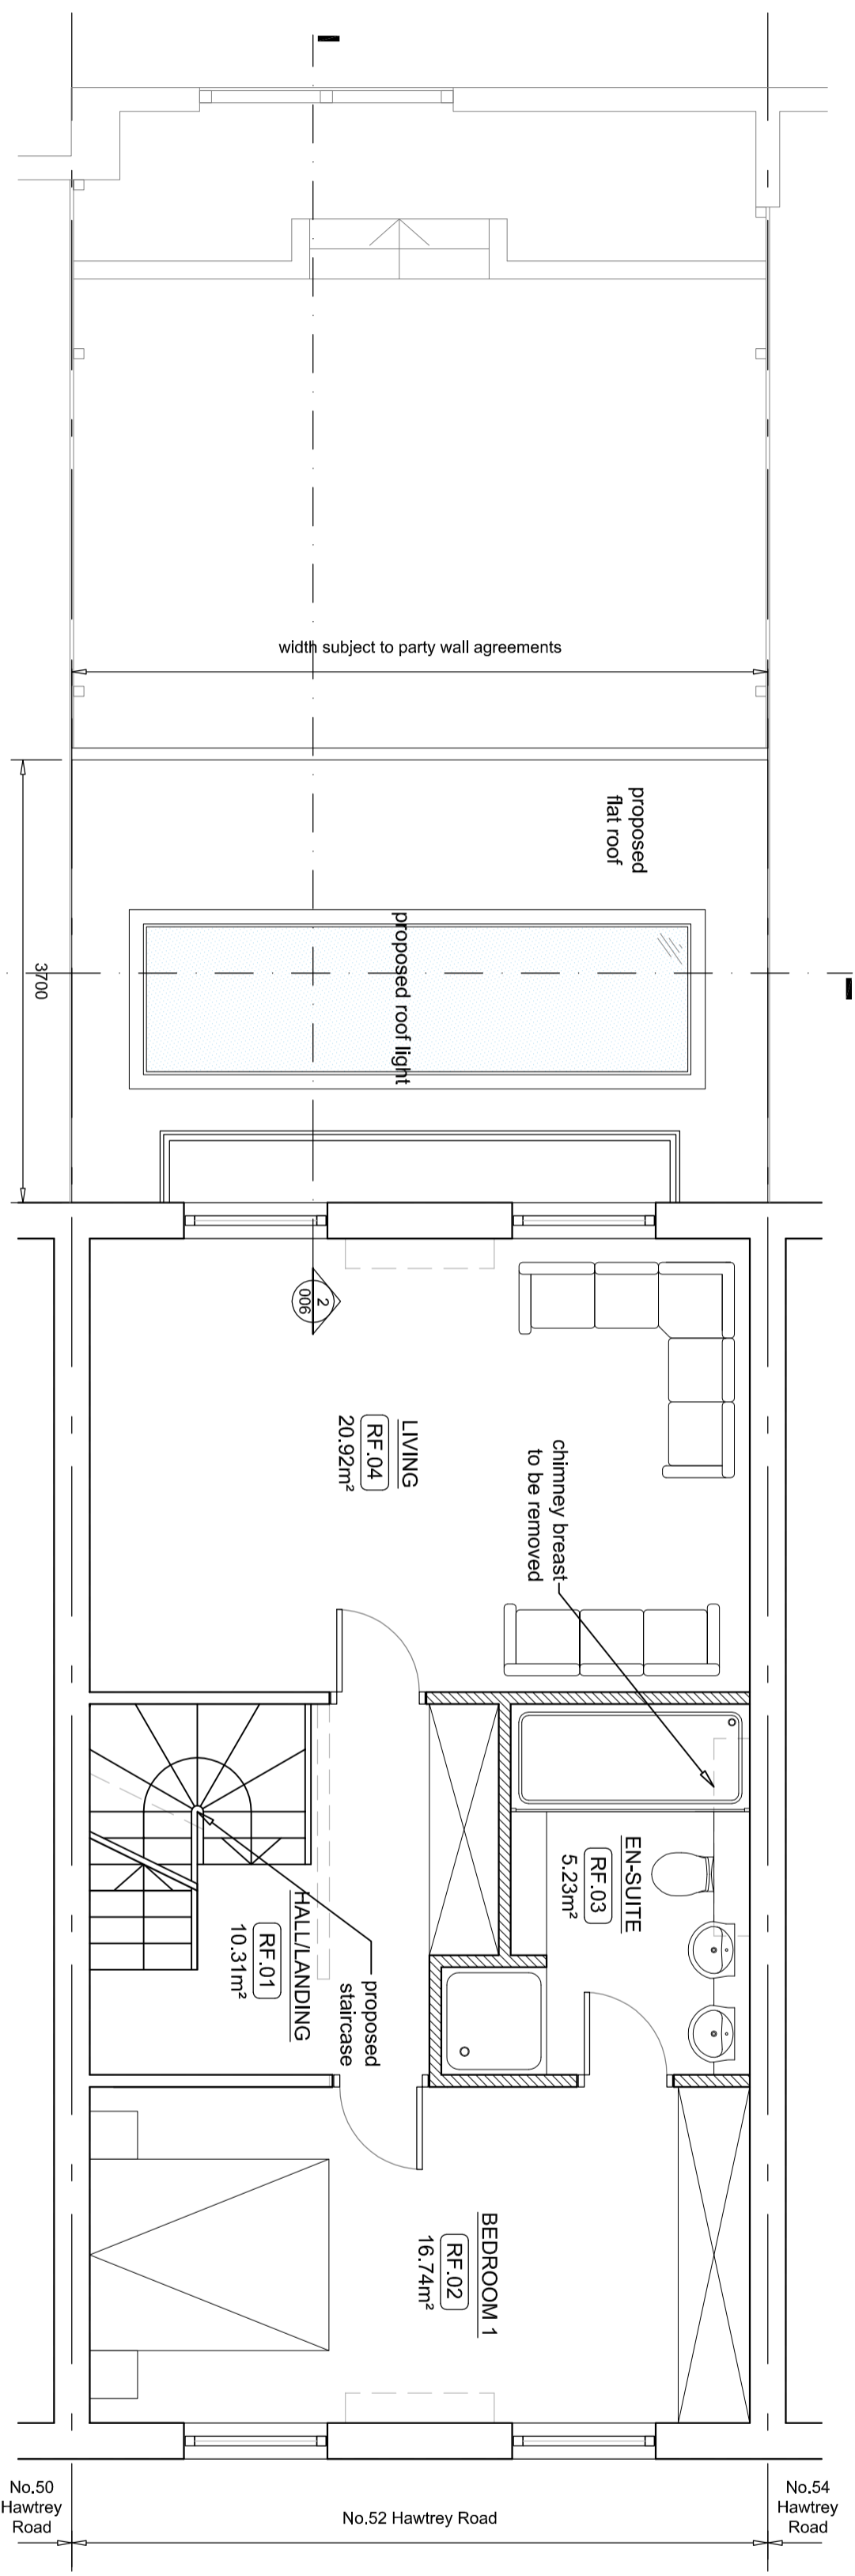 width subject to party wall agreements
proposed
flat roof
proposed roof light
3700
2
006
LIVING
RF.04
20.92m²
chimney breast
to be removed
EN-SUITE
RF.03
5.23m²
HALL/LANDING
RF.01
10.31m²
proposed
staircase
BEDROOM 1
RF.02
16.74m²
No.50
Hawtrey
Road
No.52 Hawtrey Road
No.54
Hawtrey
Road